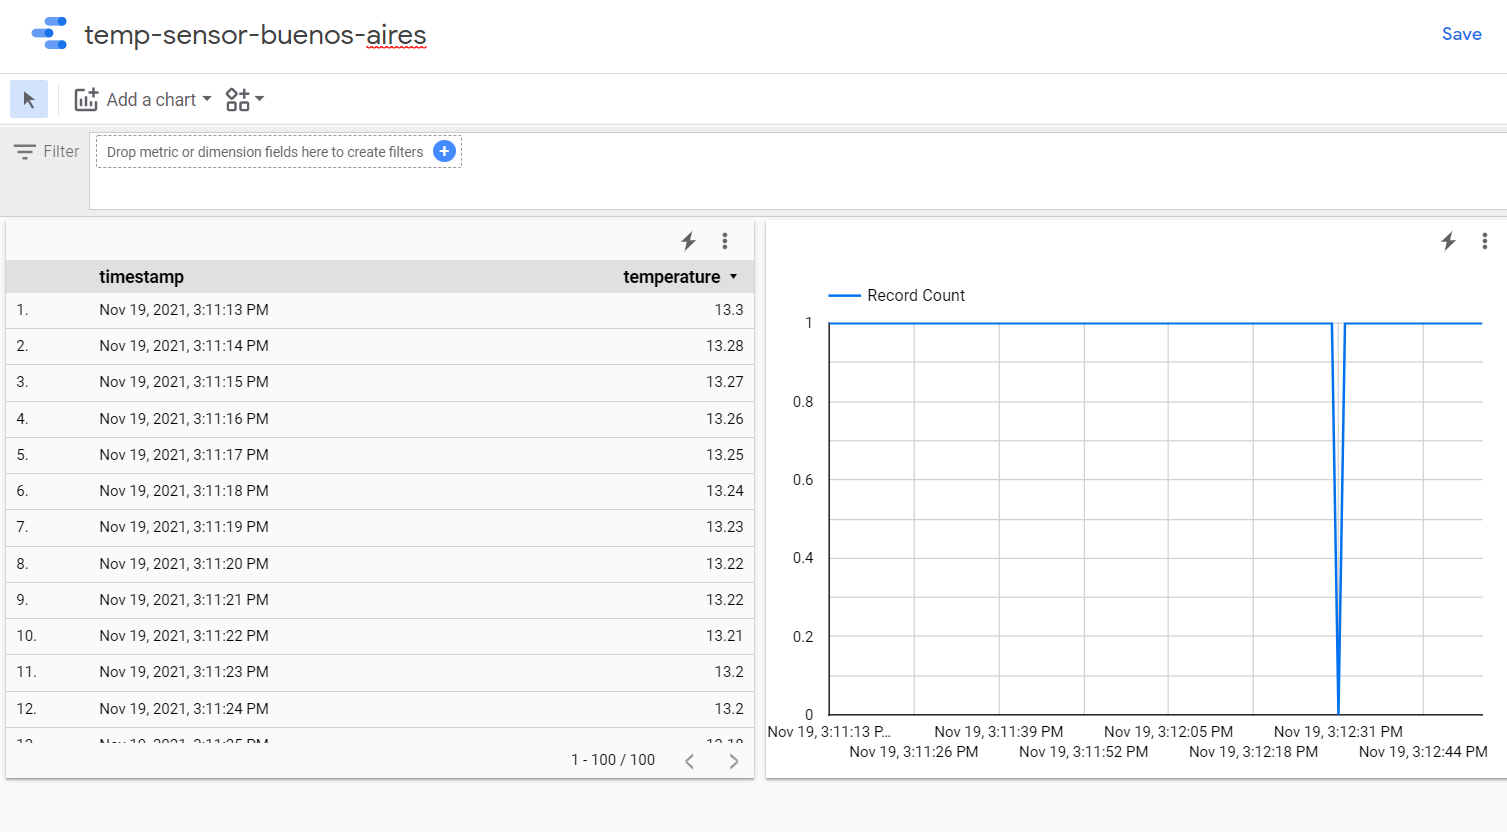 temp-sensor-buenos-aires
Save
Add a chart
Filter
Drop metric or dimension fields here to create filters
timestamp temperature
1. Nov 19, 2021, 3:11:13 PM 13.3
2. Nov 19, 2021, 3:11:14 PM 13.28
3. Nov 19, 2021, 3:11:15 PM 13.27
4. Nov 19, 2021, 3:11:16 PM 13.26
5. Nov 19, 2021, 3:11:17 PM 13.25
6. Nov 19, 2021, 3:11:18 PM 13.24
7. Nov 19, 2021, 3:11:19 PM 13.23
8. Nov 19, 2021, 3:11:20 PM 13.22
9. Nov 19, 2021, 3:11:21 PM 13.22
10. Nov 19, 2021, 3:11:22 PM 13.21
11. Nov 19, 2021, 3:11:23 PM 13.2
12. Nov 19, 2021, 3:11:24 PM 13.2
1 - 100 / 100
Record Count
1
0.8
0.6
0.4
0.2
0
Nov 19, 3:11:13 P... Nov 19, 3:11:39 PM Nov 19, 3:12:05 PM Nov 19, 3:12:31 PM
Nov 19, 3:11:26 PM Nov 19, 3:11:52 PM Nov 19, 3:12:18 PM Nov 19, 3:12:44 PM